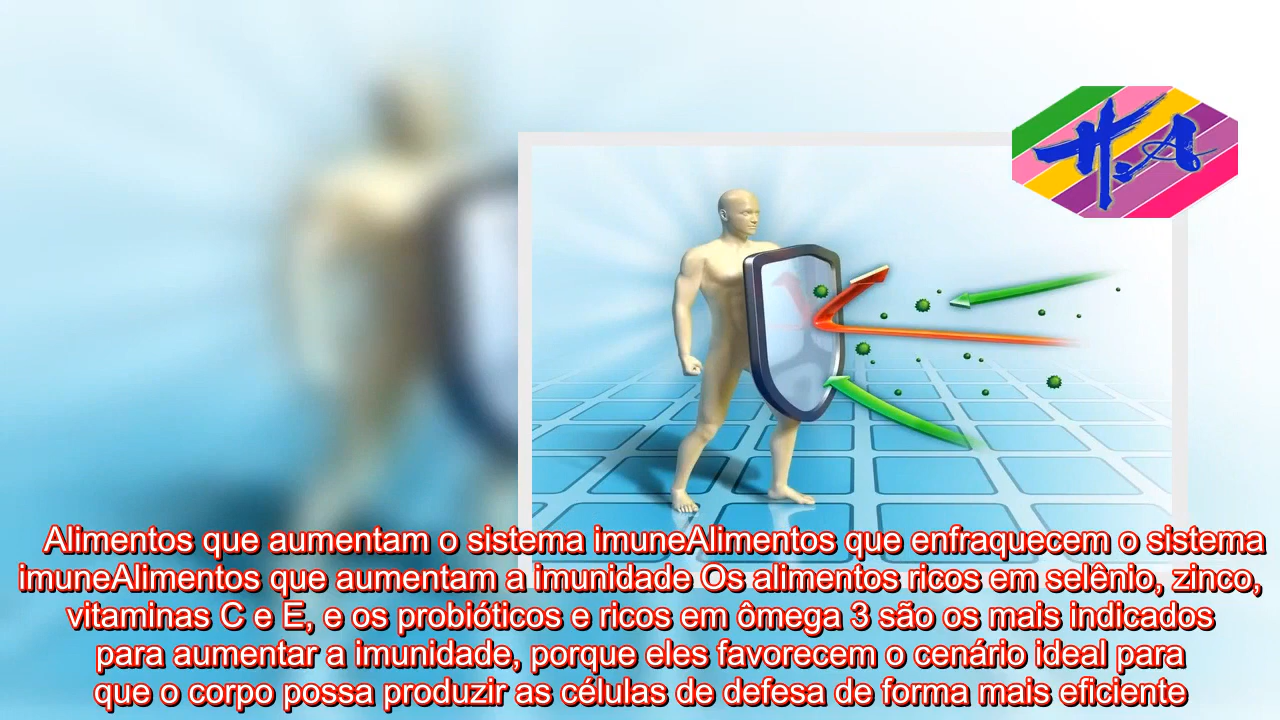 H.A
Alimentos que aumentam o sistema imuneAlimentos que enfraquecem o sistema
imuneAlimentos que aumentam a imunidade Os alimentos ricos em selênio, zinco,
vitaminas C e E, e os probióticos e ricos em ômega 3 são os mais indicados
para aumentar a imunidade, porque eles favorecem o cenário ideal para
que o corpo possa produzir as células de defesa de forma mais eficiente